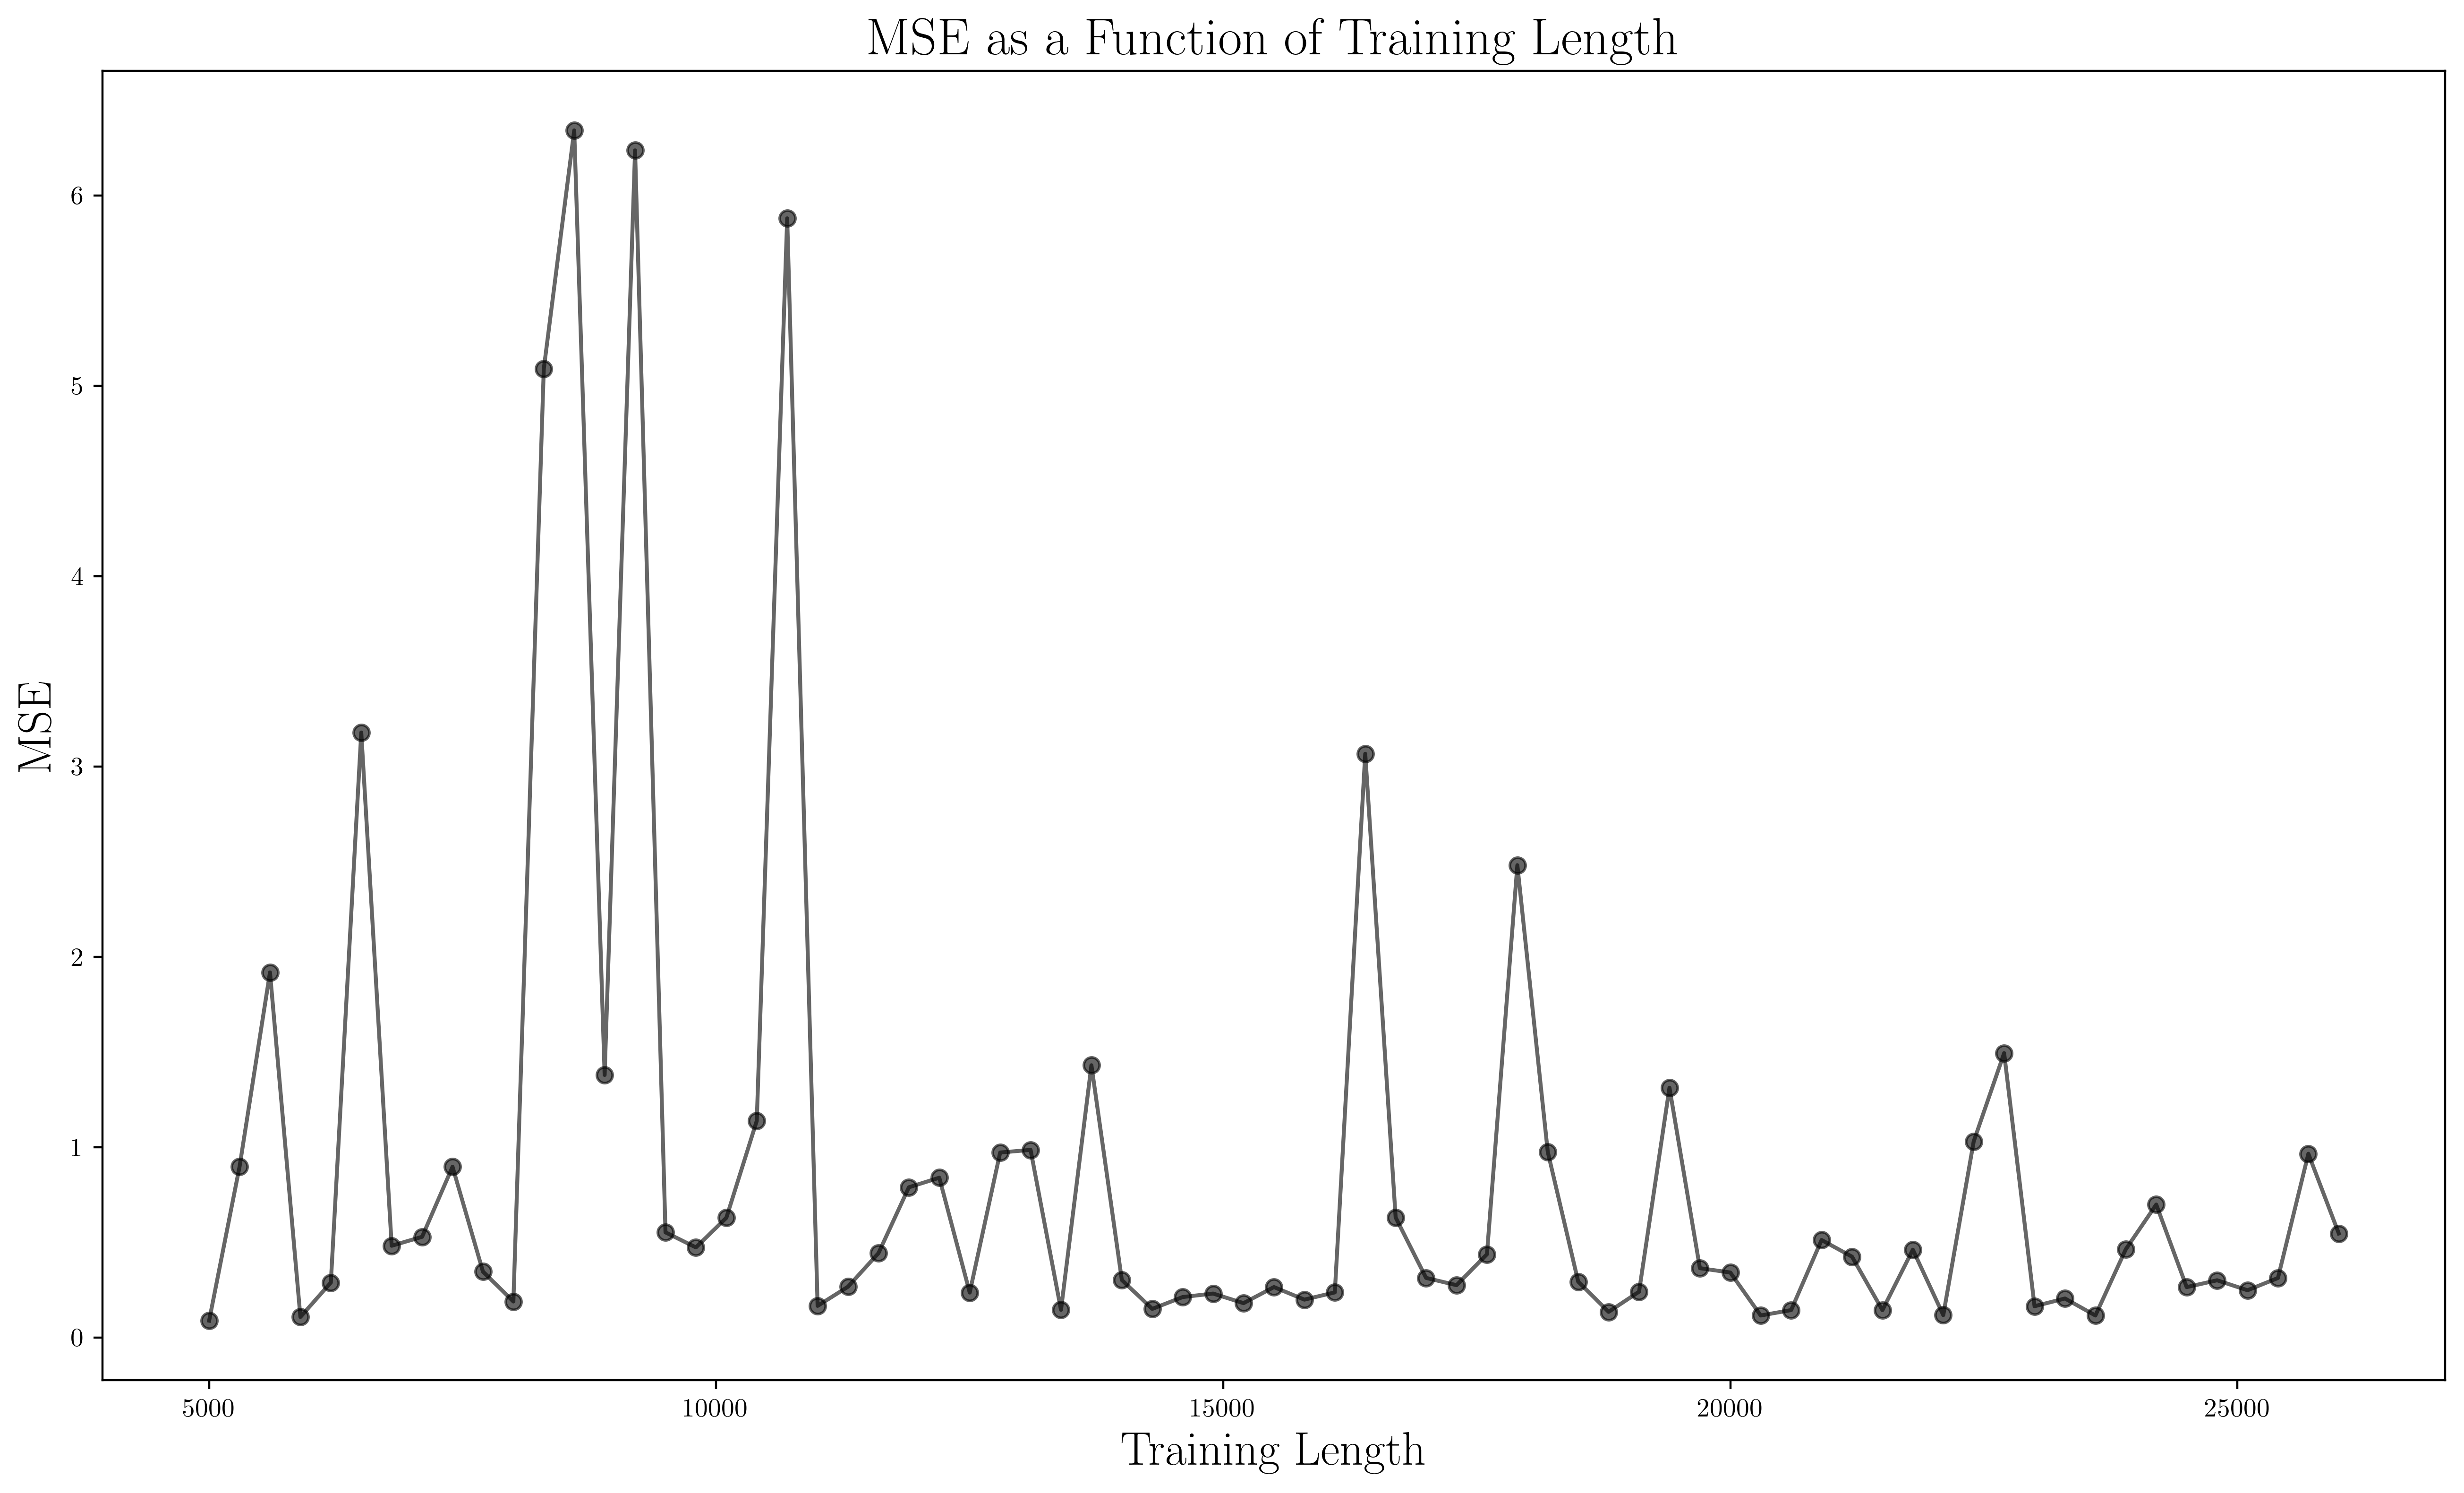 MSE as a Function of Training Length
6
5
4
3
2
1
0
MSE
5000 10000 15000 20000 25000
Training Length